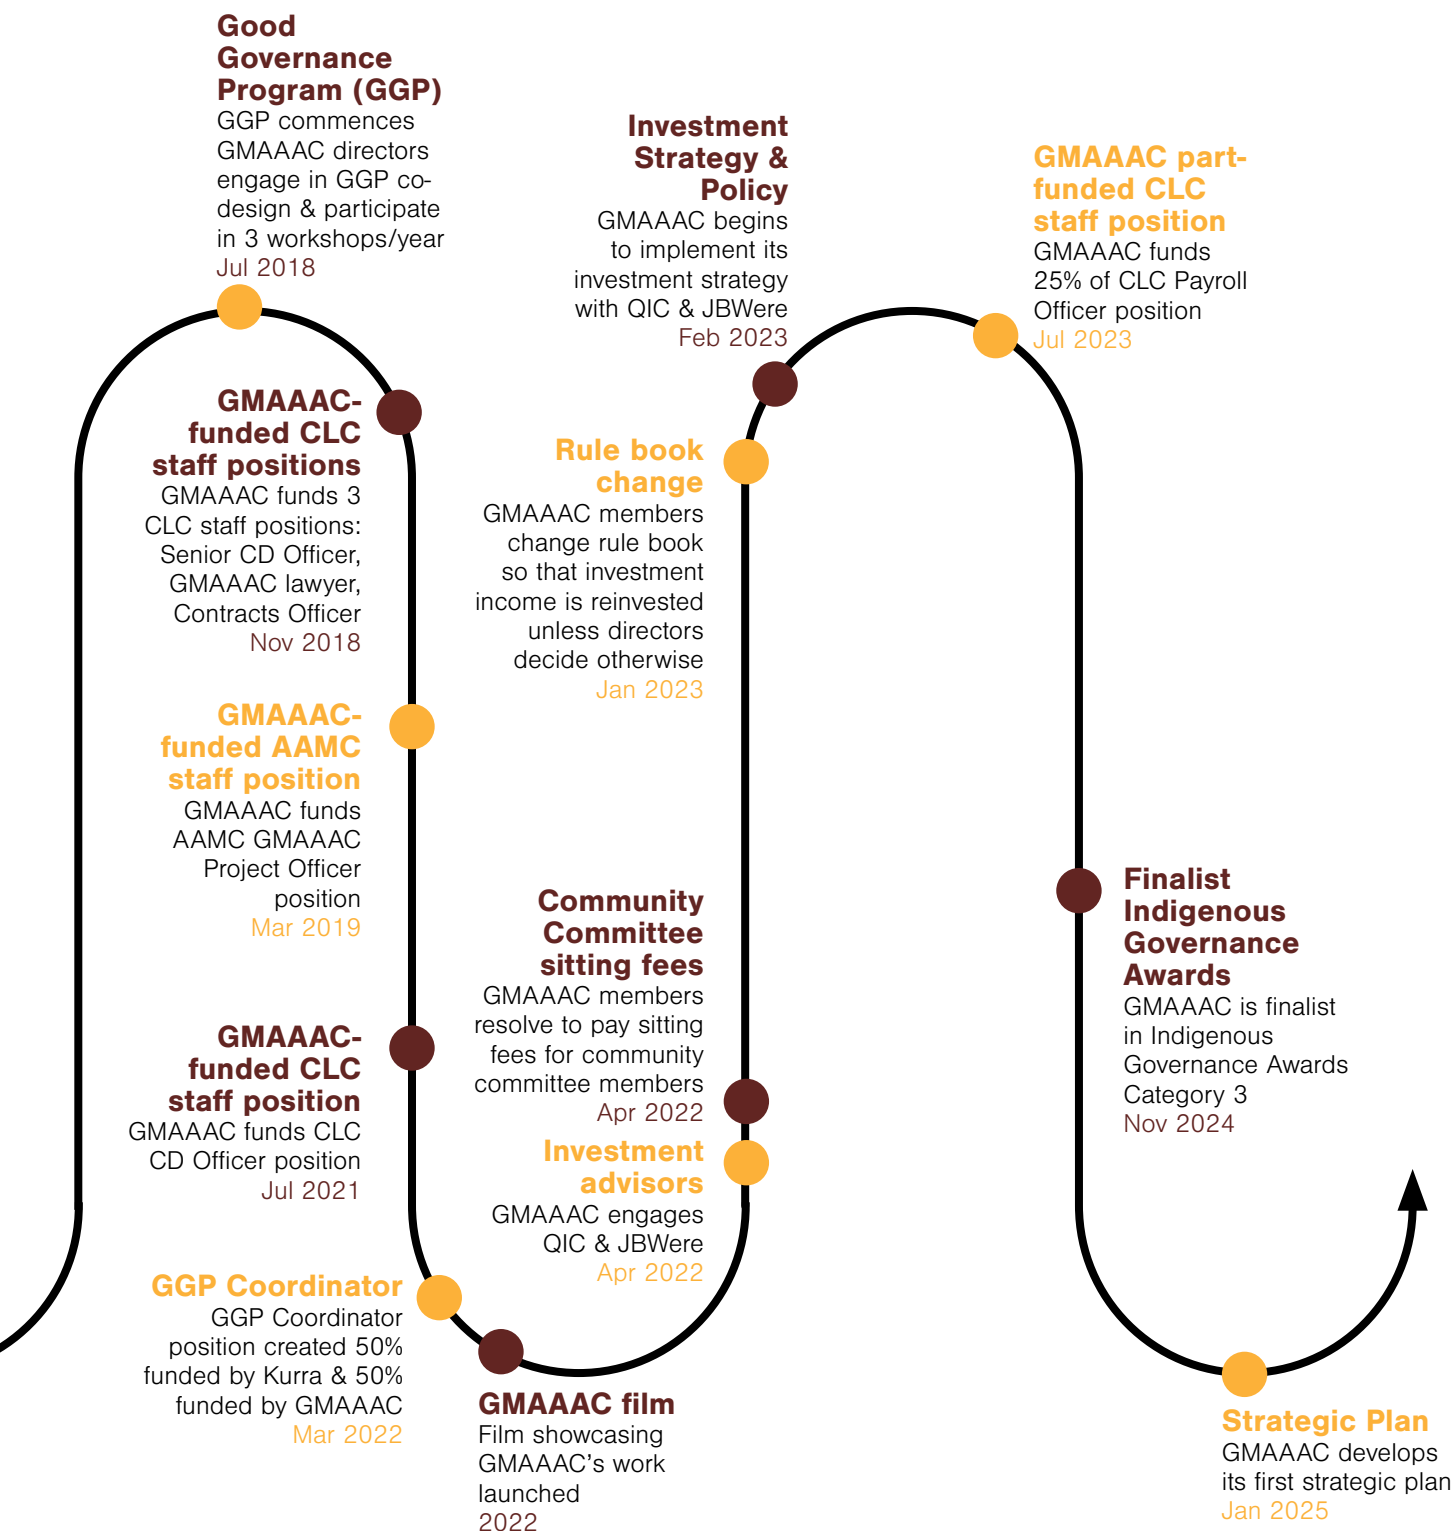 Good
Governance
Program (GGP)
GGP commences
GMAAAC directors
engage in GGP co-
design & participate
in 3 workshops/year
Jul 2018
GMAAAC-
funded CLC
staff positions
GMAAAC funds 3
CLC staff positions:
Senior CD Officer,
GMAAAC lawyer,
Contracts Officer
Nov 2018
GMAAAC-
funded AAMC
staff position
GMAAAC funds
AAMC GMAAAC
Project Officer
position
Mar 2019
GMAAAC-
funded CLC
staff position
GMAAAC funds CLC
CD Officer position
Jul 2021
GGP Coordinator
GGP Coordinator
position created 50%
funded by Kurra & 50%
funded by GMAAAC
Mar 2022
GMAAAC film
Film showcasing
GMAAAC's work
launched
2022
Investment
advisors
GMAAAC engages
QIC & JBWere
Apr 2022
Community
Committee
sitting fees
GMAAAC members
resolve to pay sitting
fees for community
committee members
Apr 2022
Rule book
change
GMAAAC members
change rule book
so that investment
income is reinvested
unless directors
decide otherwise
Jan 2023
Investment
Strategy &
Policy
GMAAAC begins
to implement its
investment strategy
with QIC & JBWere
Feb 2023
GMAAAC part-
funded CLC
staff position
GMAAAC funds
25% of CLC Payroll
Officer position
Jul 2023
Finalist
Indigenous
Governance
Awards
GMAAAC is finalist
in Indigenous
Governance Awards
Category 3
Nov 2024
Strategic Plan
GMAAAC develops
its first strategic plan
Jan 2025